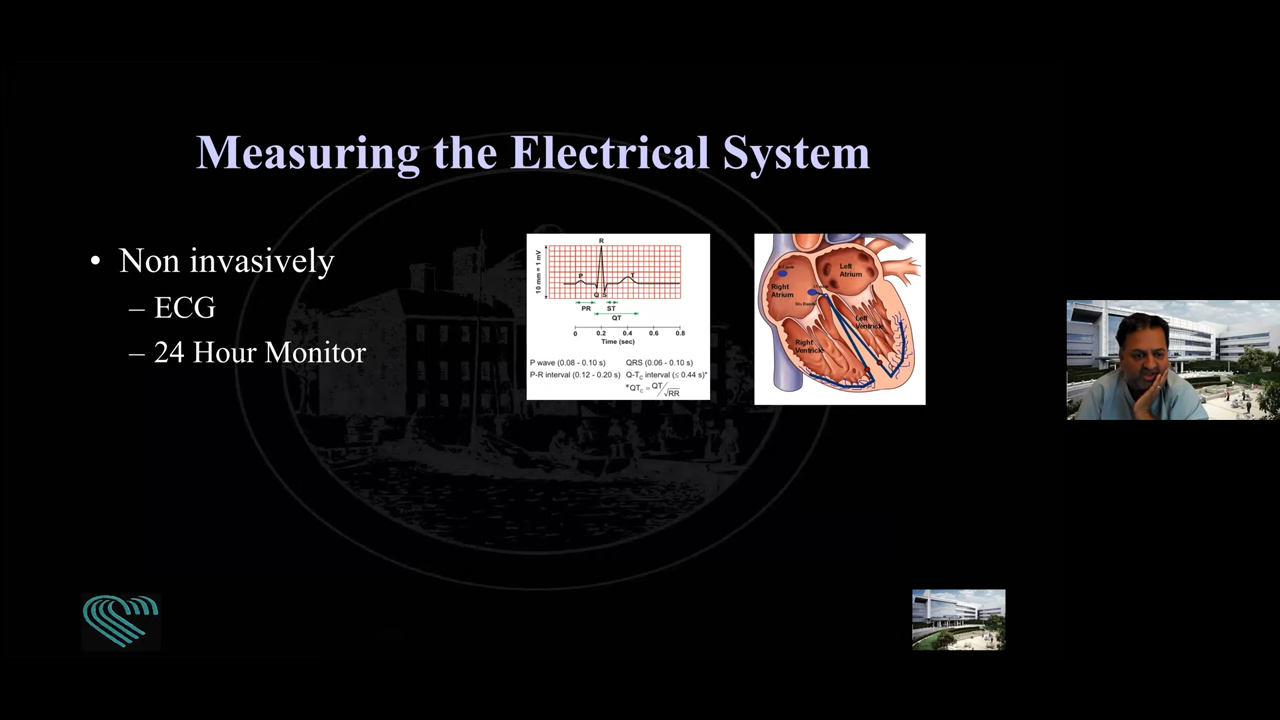 Measuring the Electrical System
• Non invasively
– ECG
– 24 Hour Monitor
R
10 mm = 1 mV
P
T
Q S
PR
ST
QT
0 0.2 0.4 0.6 0.8
Time (sec)
P wave (0.08 - 0.10 s) QRS (0.06 - 0.10 s)
P-R interval (0.12 - 0.20 s) Q-TC interval (≤ 0.44 s)*
*QTC = QT/√RR
Left
Atrium
Right
Atrium
Left
Ventricle
Right
Ventricle